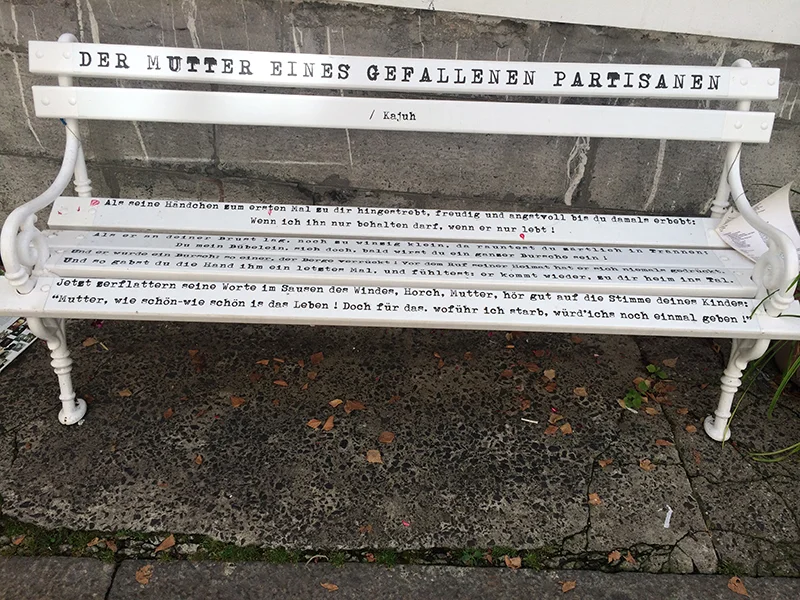 DER MUTTER EINES GEFALLENEN PARTISANEN
/ Kajuh
Als seine Händchen zum ersten Mal zu dir hingestrebt, freudig und angstvoll bis du damals erbebt:
Wenn ich ihn nur behalten darf, wenn er nur lebt !
Als er an deiner Brust lag, noch zu winzig klein, da rauntest du zärtlich in Tränen:
Du mein Bübelein, sieh doch, bald wirst du ein ganzer Bursche sein !
Und er wurde ein Bursch; so einer, der Berge verrückt ! Vor dem Ruf seiner Heimat hat er sich niemals gedrückt.
Und so gabst du die Hand ihm ein letztes Mal, und fühltest: er kommt wieder, zu dir heim ins Tal.
Jetzt zerflattern seine Worte im Sausen des Windes, Horch, Mutter, hör gut auf die Stimme deines Kindes:
"Mutter, wie schön-wie schön is das Leben ! Doch für das, woführ ich starb, würd'ichs noch einmal geben !"